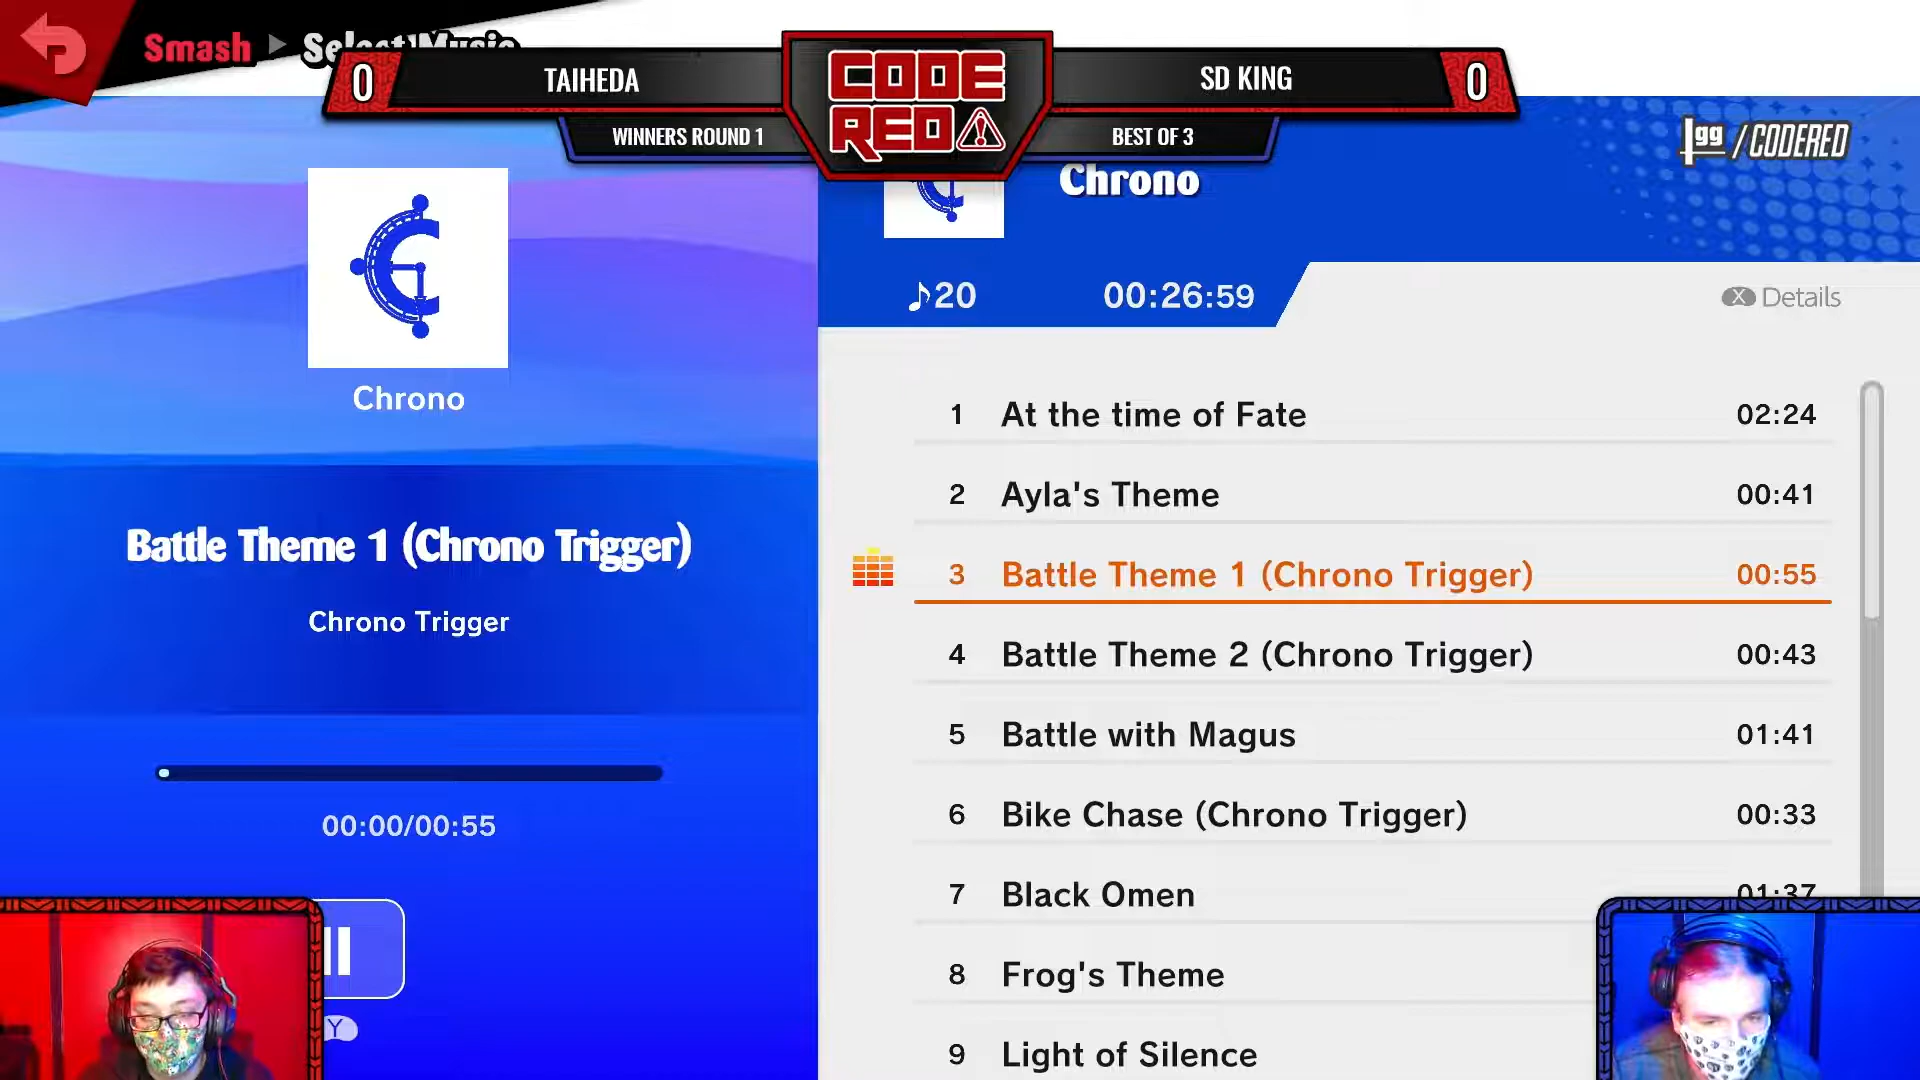 Smash ▶ Select Music
0 TAIHEDA
CODE
RED
SD KING 0
WINNERS ROUND 1
BEST OF 3
gg /CODERED
Chrono
Battle Theme 1 (Chrono Trigger)
Chrono Trigger
00:00/00:55
Y
Chrono
♪20 00:26:59
X Details
1 At the time of Fate 02:24
2 Ayla's Theme 00:41
3 Battle Theme 1 (Chrono Trigger) 00:55
4 Battle Theme 2 (Chrono Trigger) 00:43
5 Battle with Magus 01:41
6 Bike Chase (Chrono Trigger) 00:33
7 Black Omen 01:37
8 Frog's Theme
9 Light of Silence